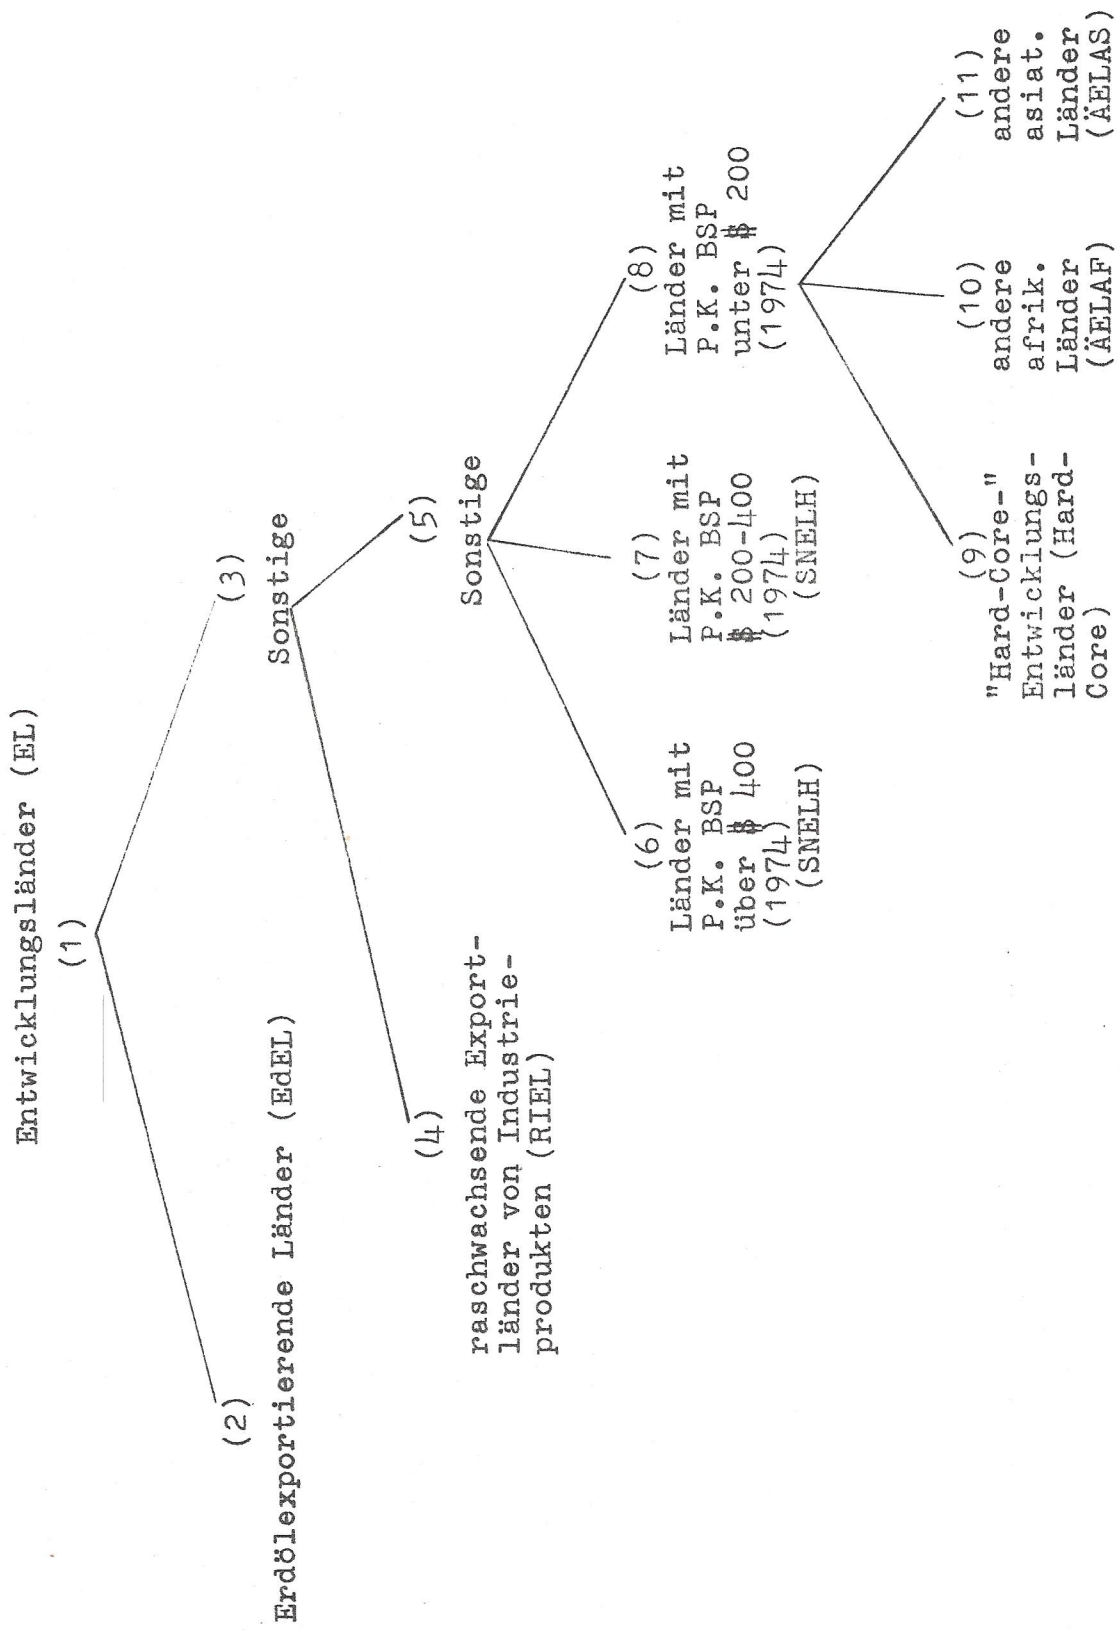 Entwicklungsländer (EL)
(1)
(2)
Erdölexportierende Länder (EdEL)
(3)
Sonstige
(4)
raschwachsende Export-
länder von Industrie-
produkten (RIEL)
(5)
Sonstige
(6)
Länder mit
P.K. BSP
über $ 400
(1974)
(SNELH)
(7)
Länder mit
P.K. BSP
$ 200-400
(1974)
(SNELH)
(8)
Länder mit
P.K. BSP
unter $ 200
(1974)
(9)
"Hard-Core-"
Entwicklungs-
länder (Hard-
Core)
(10)
andere
afrik.
Länder
(ÄELAF)
(11)
andere
asiat.
Länder
(ÄELAS)